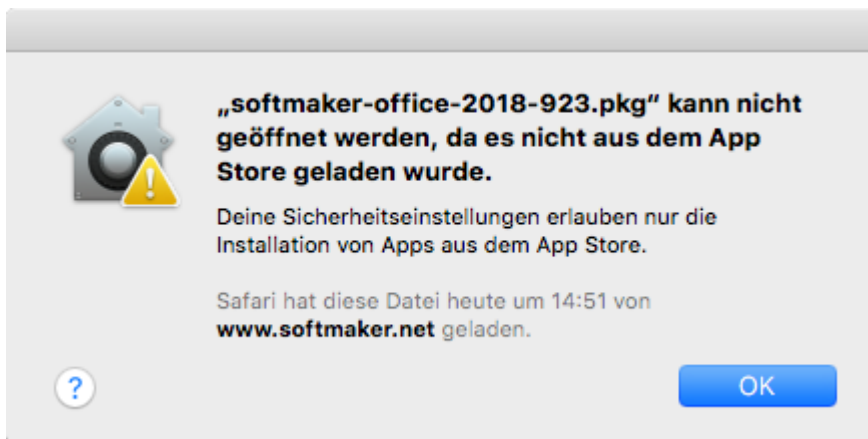 „softmaker-office-2018-923.pkg“ kann nicht
geöffnet werden, da es nicht aus dem App
Store geladen wurde.
Deine Sicherheitseinstellungen erlauben nur die
Installation von Apps aus dem App Store.
Safari hat diese Datei heute um 14:51 von
www.softmaker.net geladen.
?
OK